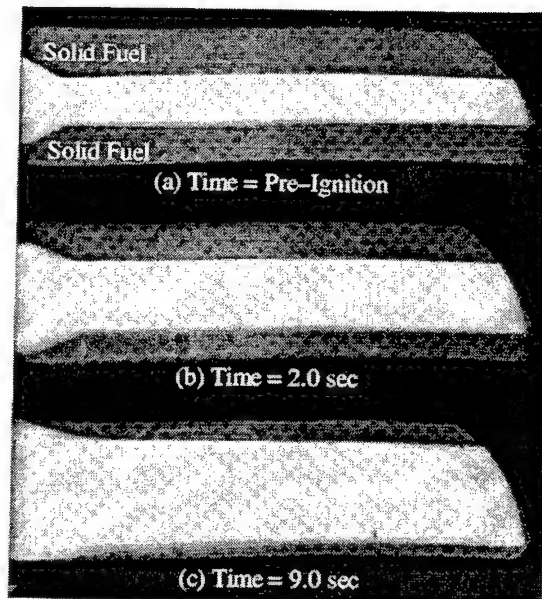 Solid Fuel
Solid Fuel
(a) Time = Pre–Ignition
(b) Time = 2.0 sec
(c) Time = 9.0 sec